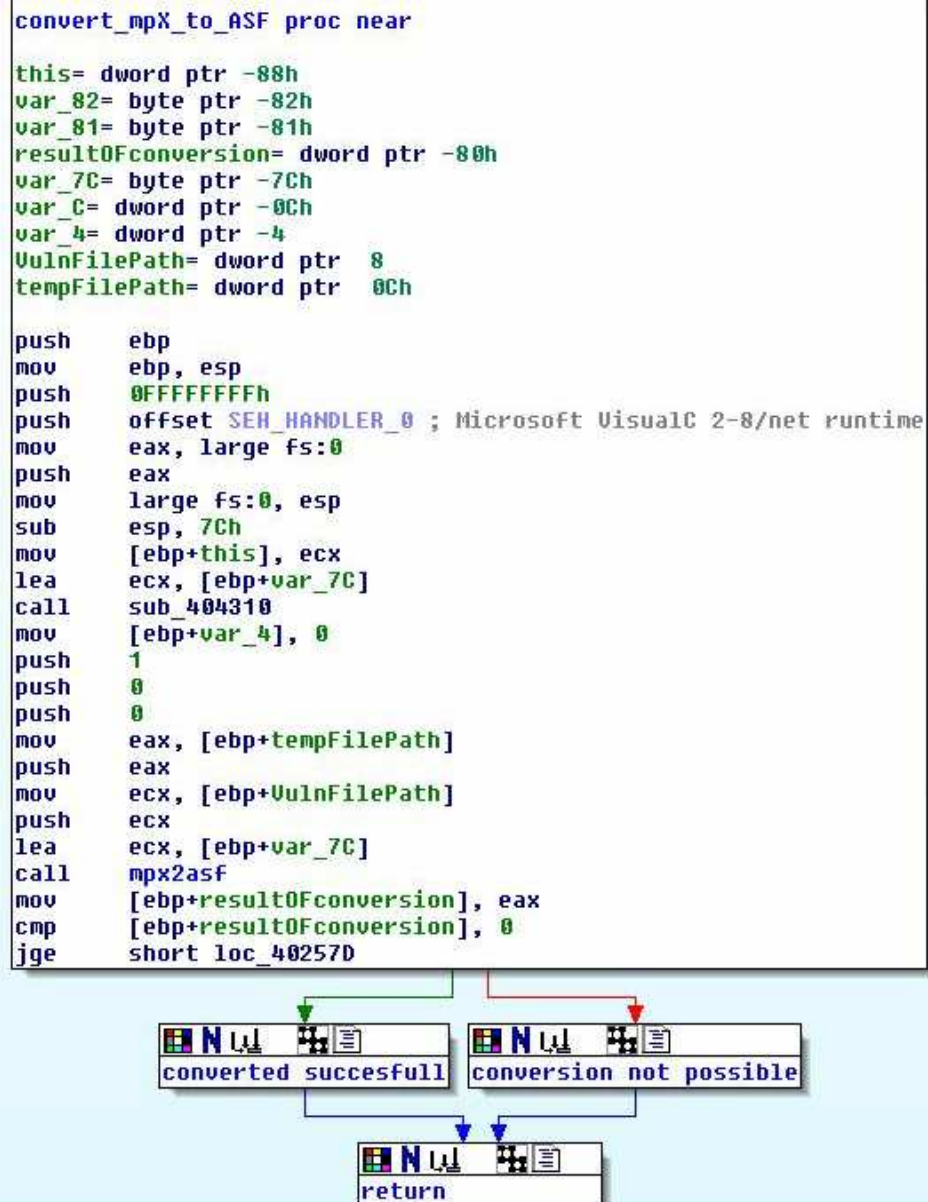 convert_mpX_to_ASF proc near
this= dword ptr -88h
var_82= byte ptr -82h
var_81= byte ptr -81h
resultOFconversion= dword ptr -80h
var_7C= byte ptr -7Ch
var_C= dword ptr -0Ch
var_4= dword ptr -4
VulnFilePath= dword ptr  8
tempFilePath= dword ptr  0Ch
push    ebp
mov     ebp, esp
push    0FFFFFFFFh
push    offset SEH_HANDLER_0 ; Microsoft VisualC 2-8/net runtime
mov     eax, large fs:0
push    eax
mov     large fs:0, esp
sub     esp, 7Ch
mov     [ebp+this], ecx
lea     ecx, [ebp+var_7C]
call    sub_404310
mov     [ebp+var_4], 0
push    1
push    0
push    0
mov     eax, [ebp+tempFilePath]
push    eax
mov     ecx, [ebp+VulnFilePath]
push    ecx
lea     ecx, [ebp+var_7C]
call    mpx2asf
mov     [ebp+resultOFconversion], eax
cmp     [ebp+resultOFconversion], 0
jge     short loc_40257D
converted succesfull
conversion not possible
return